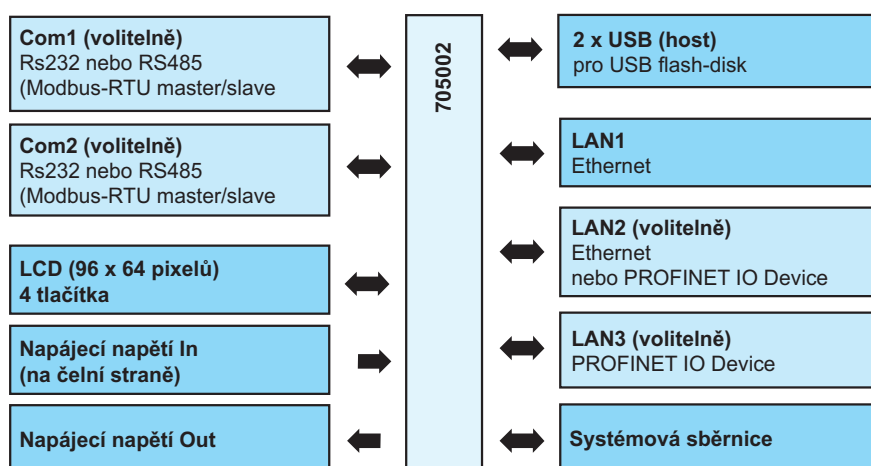 Com1 (volitelně)
Rs232 nebo RS485
(Modbus-RTU master/slave
Com2 (volitelně)
Rs232 nebo RS485
(Modbus-RTU master/slave
LCD (96 x 64 pixelů)
4 tlačítka
Napájecí napětí In
(na čelní straně)
Napájecí napětí Out
705002
2 x USB (host)
pro USB flash-disk
LAN1
Ethernet
LAN2 (volitelně)
Ethernet
nebo PROFINET IO Device
LAN3 (volitelně)
PROFINET IO Device
Systémová sběrnice